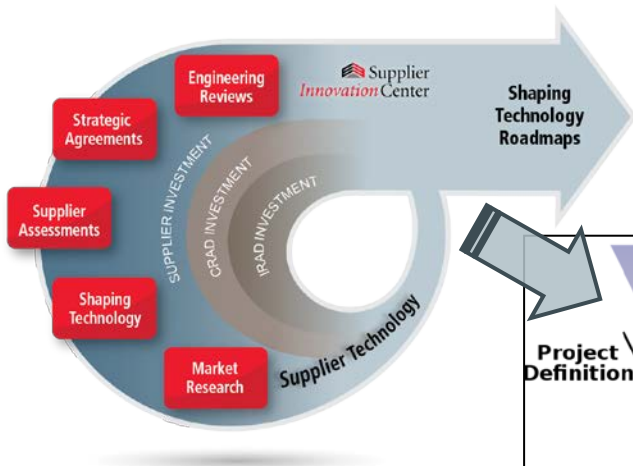 Engineering
Reviews
Supplier
Innovation Center
Shaping
Technology
Roadmaps
Strategic
Agreements
Supplier
Assessments
Shaping
Technology
Market
Research
SUPPLIER INVESTMENT
CRAD INVESTMENT
IRAD INVESTMENT
Supplier Technology
Project
Definition